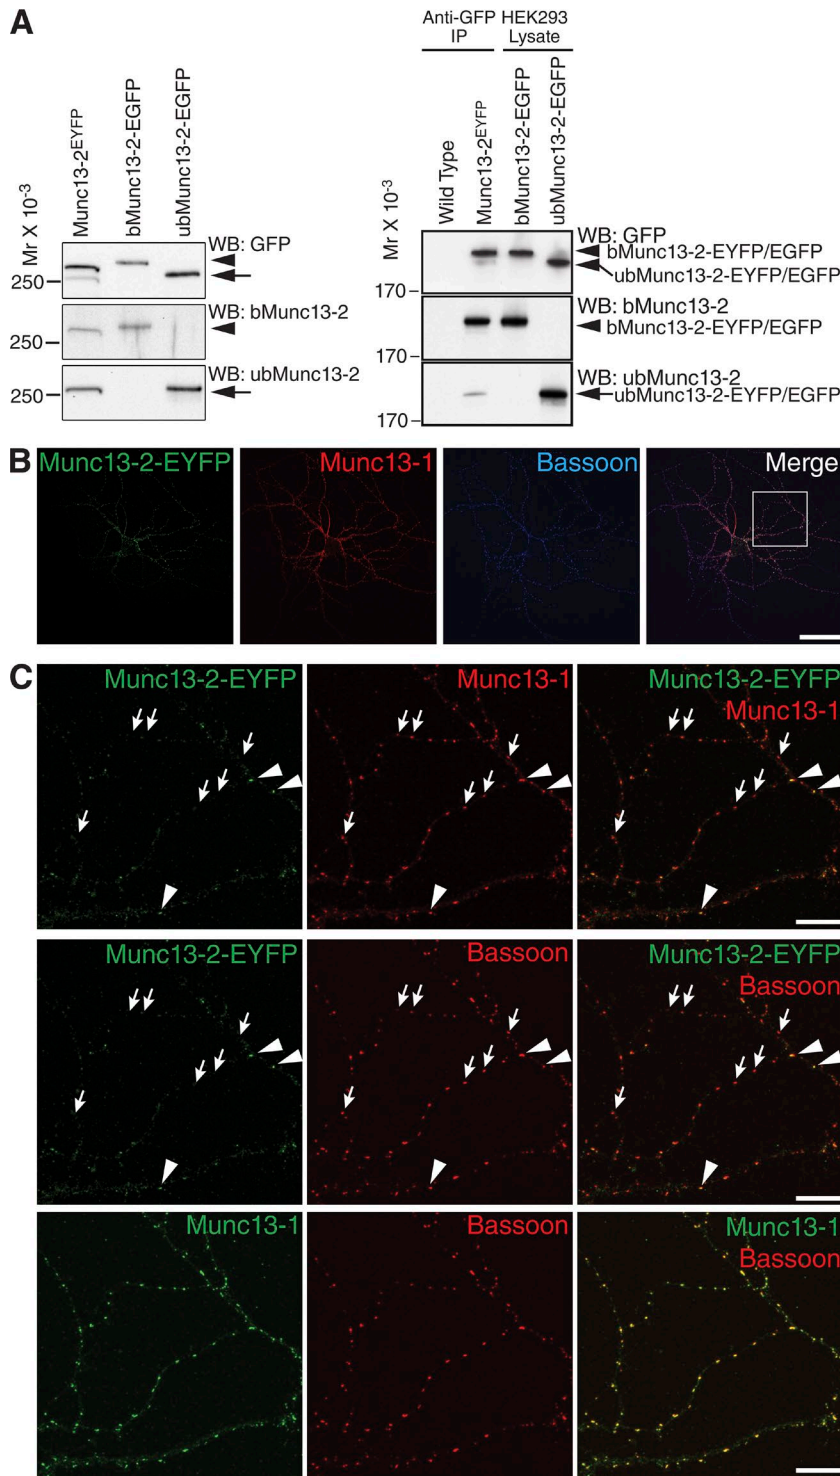 A
Mr X 10-3
Munc13-2EYFP
bMunc13-2-EGFP
ubMunc13-2-EGFP
WB: GFP
250
WB: bMunc13-2
250
WB: ubMunc13-2
250
Anti-GFP IP
HEK293 Lysate
Mr X 10-3
Wild Type
Munc13-2EYFP
bMunc13-2-EGFP
ubMunc13-2-EGFP
WB: GFP
bMunc13-2-EYFP/EGFP
ubMunc13-2-EYFP/EGFP
170
WB: bMunc13-2
bMunc13-2-EYFP/EGFP
170
WB: ubMunc13-2
ubMunc13-2-EYFP/EGFP
170
B
Munc13-2-EYFP
Munc13-1
Bassoon
Merge
C
Munc13-2-EYFP
Munc13-1
Munc13-2-EYFP
Munc13-1
Munc13-2-EYFP
Bassoon
Munc13-2-EYFP
Bassoon
Munc13-1
Bassoon
Munc13-1
Bassoon